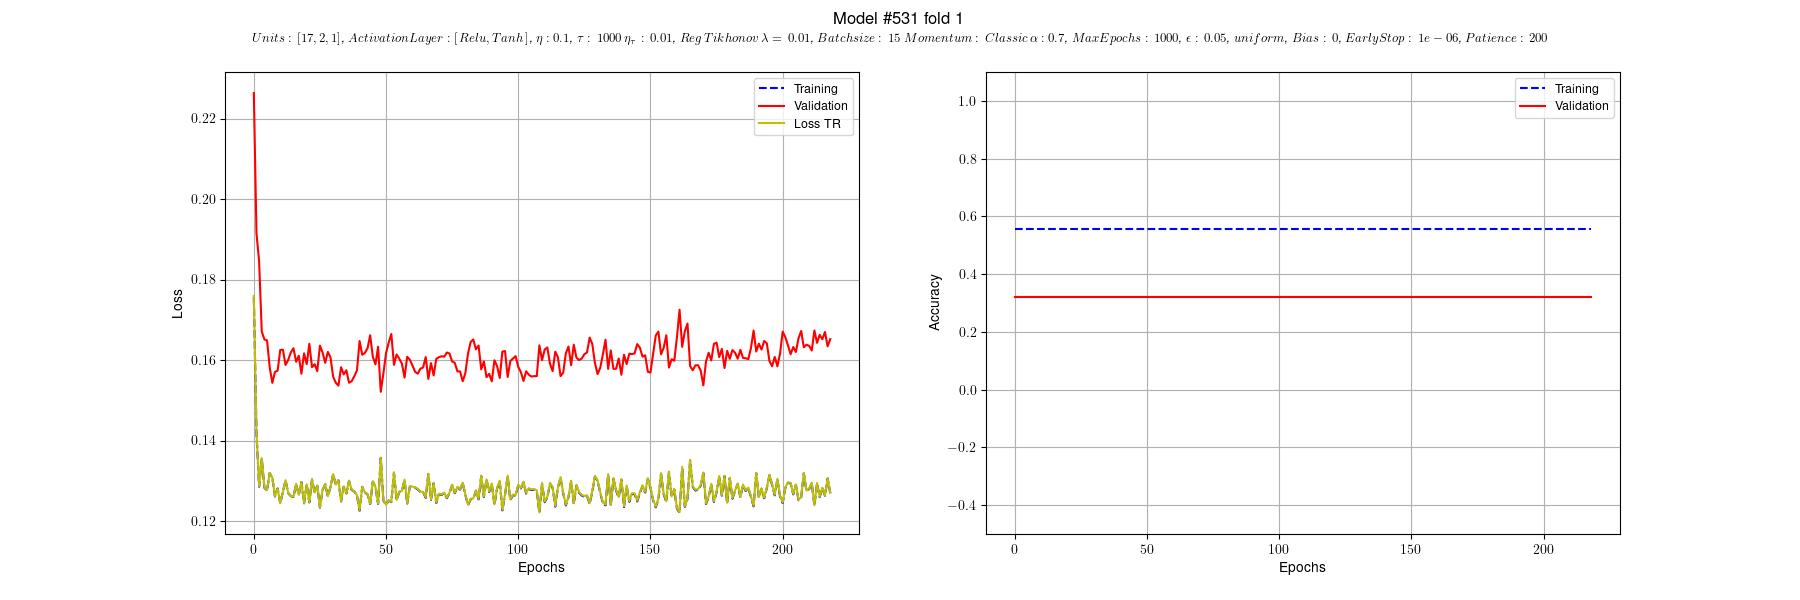 Model #531 fold 1
Units : [17, 2, 1], ActivationLayer : [Relu, Tanh], η : 0.1, τ : 1000 η_τ : 0.01, Reg Tikhonov λ = 0.01, Batchsize : 15 Momentum : Classic α : 0.7, MaxEpochs : 1000, ϵ : 0.05, uniform, Bias : 0, EarlyStop : 1e − 06, Patience : 200
Training
Validation
Loss TR
0.22
0.20
0.18
0.16
0.14
0.12
Loss
0 50 100 150 200
Epochs
Training
Validation
1.0
0.8
0.6
0.4
0.2
0.0
−0.2
−0.4
Accuracy
0 50 100 150 200
Epochs